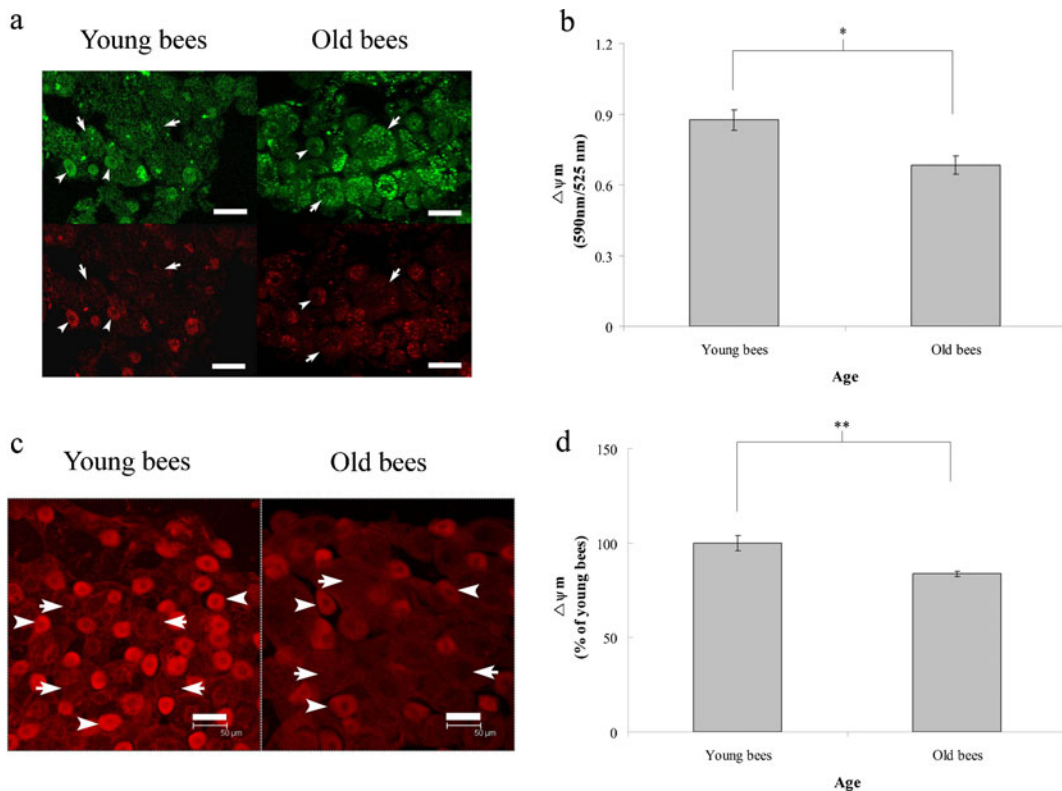 a
Young bees
Old bees
b
1.2
0.9
0.6
0.3
0
△ψm
(590nm/525 nm)
*
Young bees
Old bees
Age
c
Young bees
Old bees
50 μm
50 μm
d
150
100
50
0
△ψm
(% of young bees)
**
Young bees
Old bees
Age